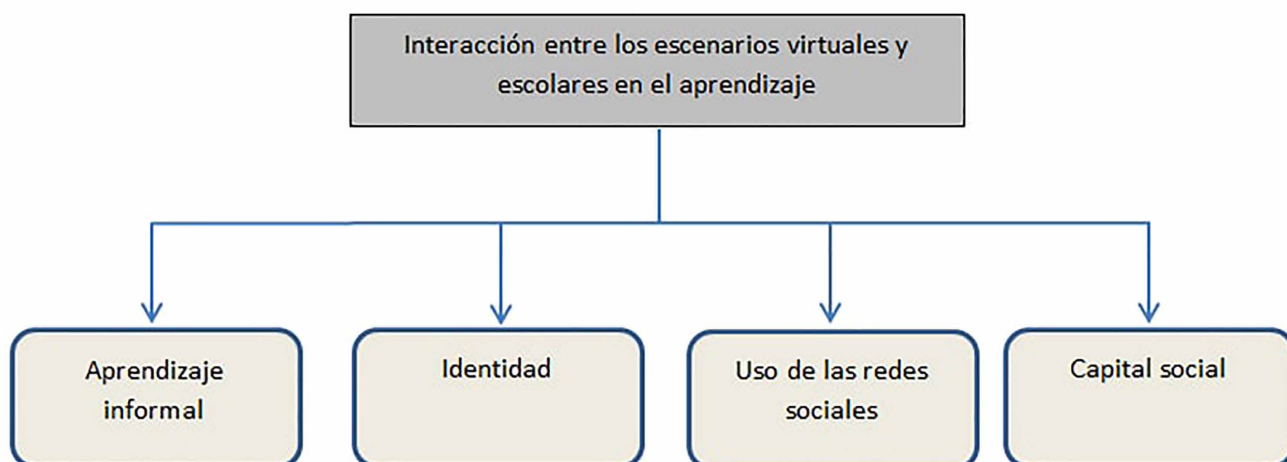 Interacción entre los escenarios virtuales y
escolares en el aprendizaje
Aprendizaje
informal
Identidad
Uso de las redes
sociales
Capital social